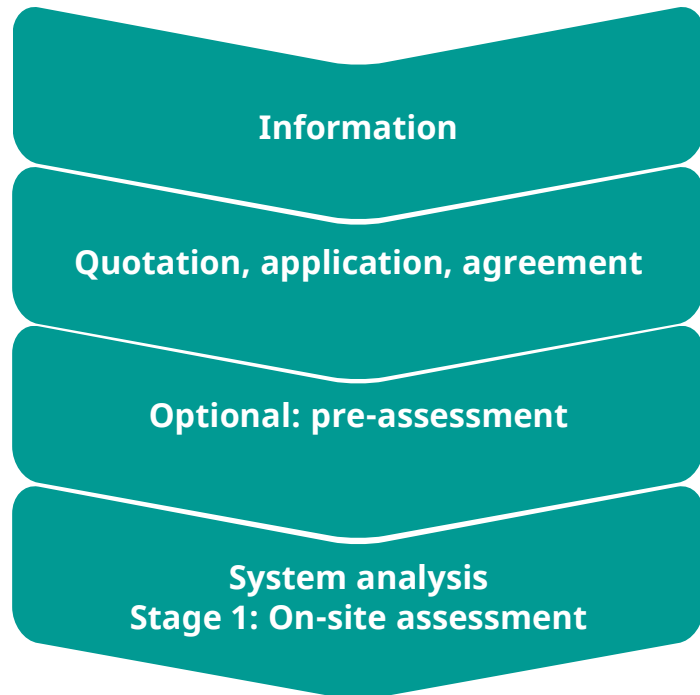 Information
Quotation, application, agreement
Optional: pre-assessment
System analysis
Stage 1: On-site assessment